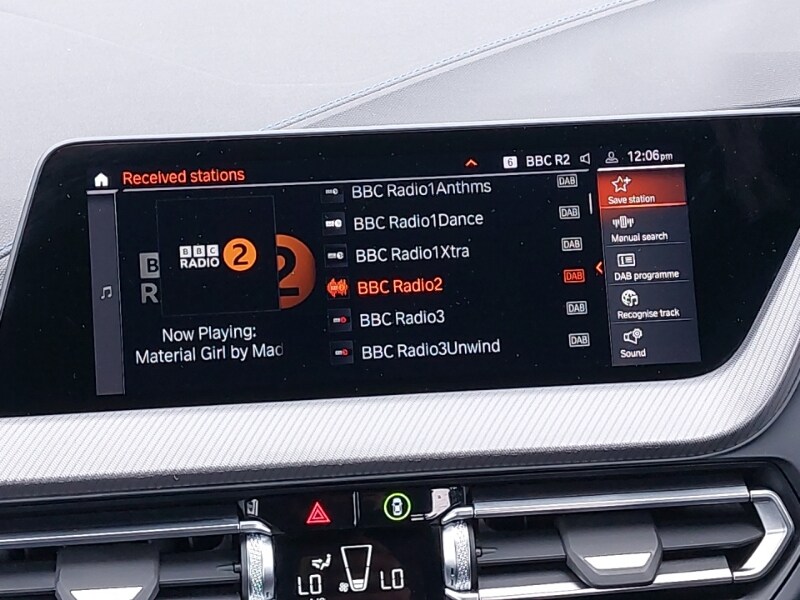 Received stations
6 BBC R2 12:06pm
BBC
RADIO 2
Now Playing:
Material Girl by Mad
BBC Radio1Anthms DAB
BBC Radio1Dance DAB
BBC Radio1Xtra DAB
BBC Radio2 DAB
BBC Radio3 DAB
BBC Radio3Unwind DAB
Save station
Manual search
DAB programme
Recognise track
Sound
LO LO